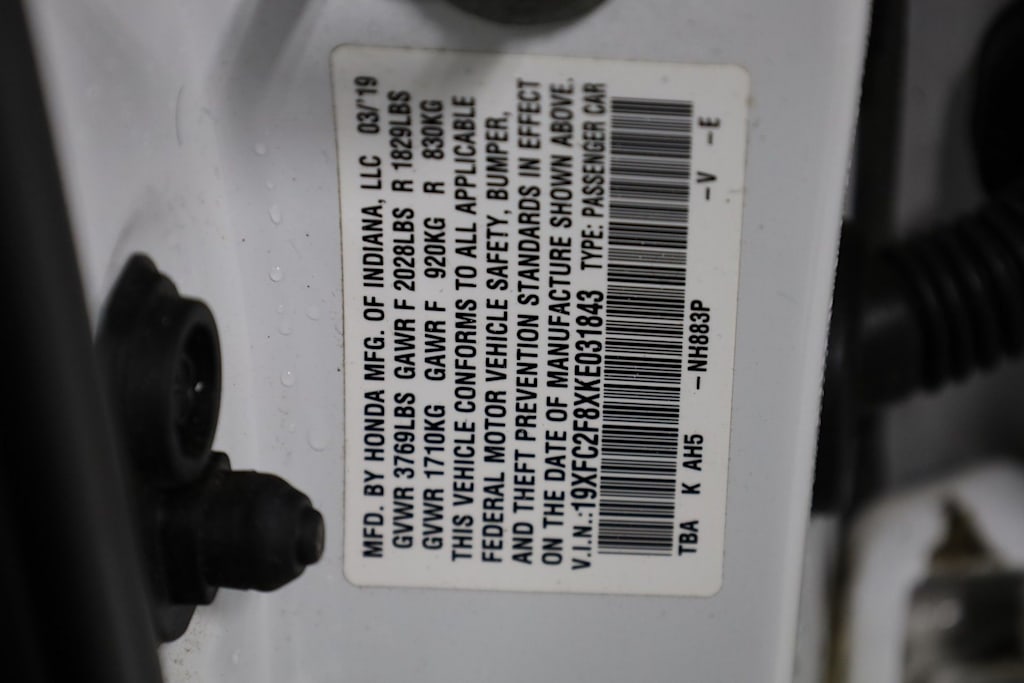 MFD. BY HONDA MFG. OF INDIANA, LLC 03/'19
GVWR 3769LBS GAWR F 2028LBS R 1829LBS
GVWR 1710KG GAWR F 920KG R 830KG
THIS VEHICLE CONFORMS TO ALL APPLICABLE
FEDERAL MOTOR VEHICLE SAFETY, BUMPER,
AND THEFT PREVENTION STANDARDS IN EFFECT
ON THE DATE OF MANUFACTURE SHOWN ABOVE.
V.I.N.:19XFC2F8XKE031843 TYPE: PASSENGER CAR
TBA K AH5 –NH883P –V –E